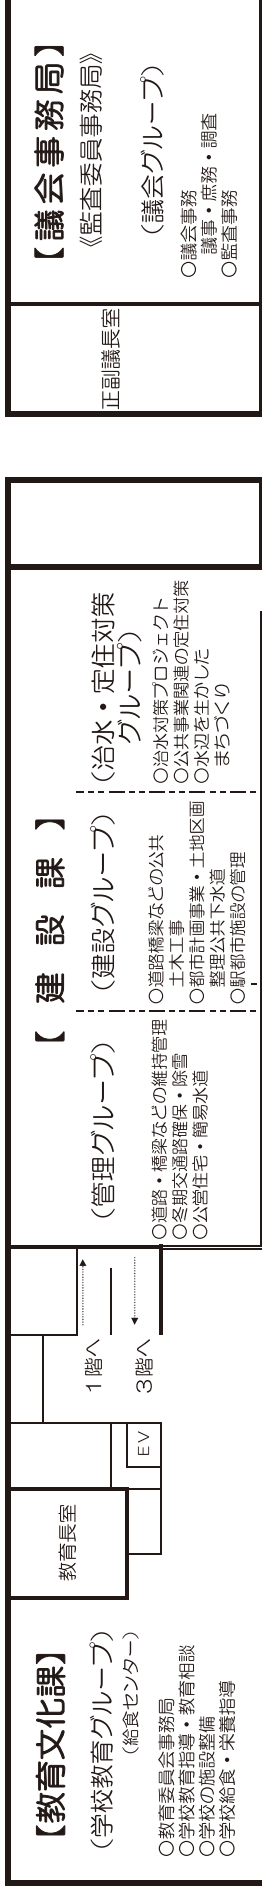 【教育文化課】
（学校教育グループ）
（給食センター）
○教育委員会事務局
○学校教育指導・教育相談
○学校の施設整備
○学校給食・栄養指導
教育長室
EV
1階へ
3階へ
【建設課】
（管理グループ）
○道路・橋梁などの維持管理
○冬期交通路確保・除雪
○公営住宅・簡易水道
（建設グループ）
○道路橋梁などの公共
土木工事
○都市計画事業・土地区画
整理公共下水道
○駅都市施設の管理
（治水・定住対策
グループ）
○治水対策プロジェクト
○公共事業関連の定住対策
○水辺を生かした
まちづくり
正副議長室
【議会事務局】
《監査委員事務局》
（議会グループ）
○議会事務
議事・庶務・調査
○監査事務